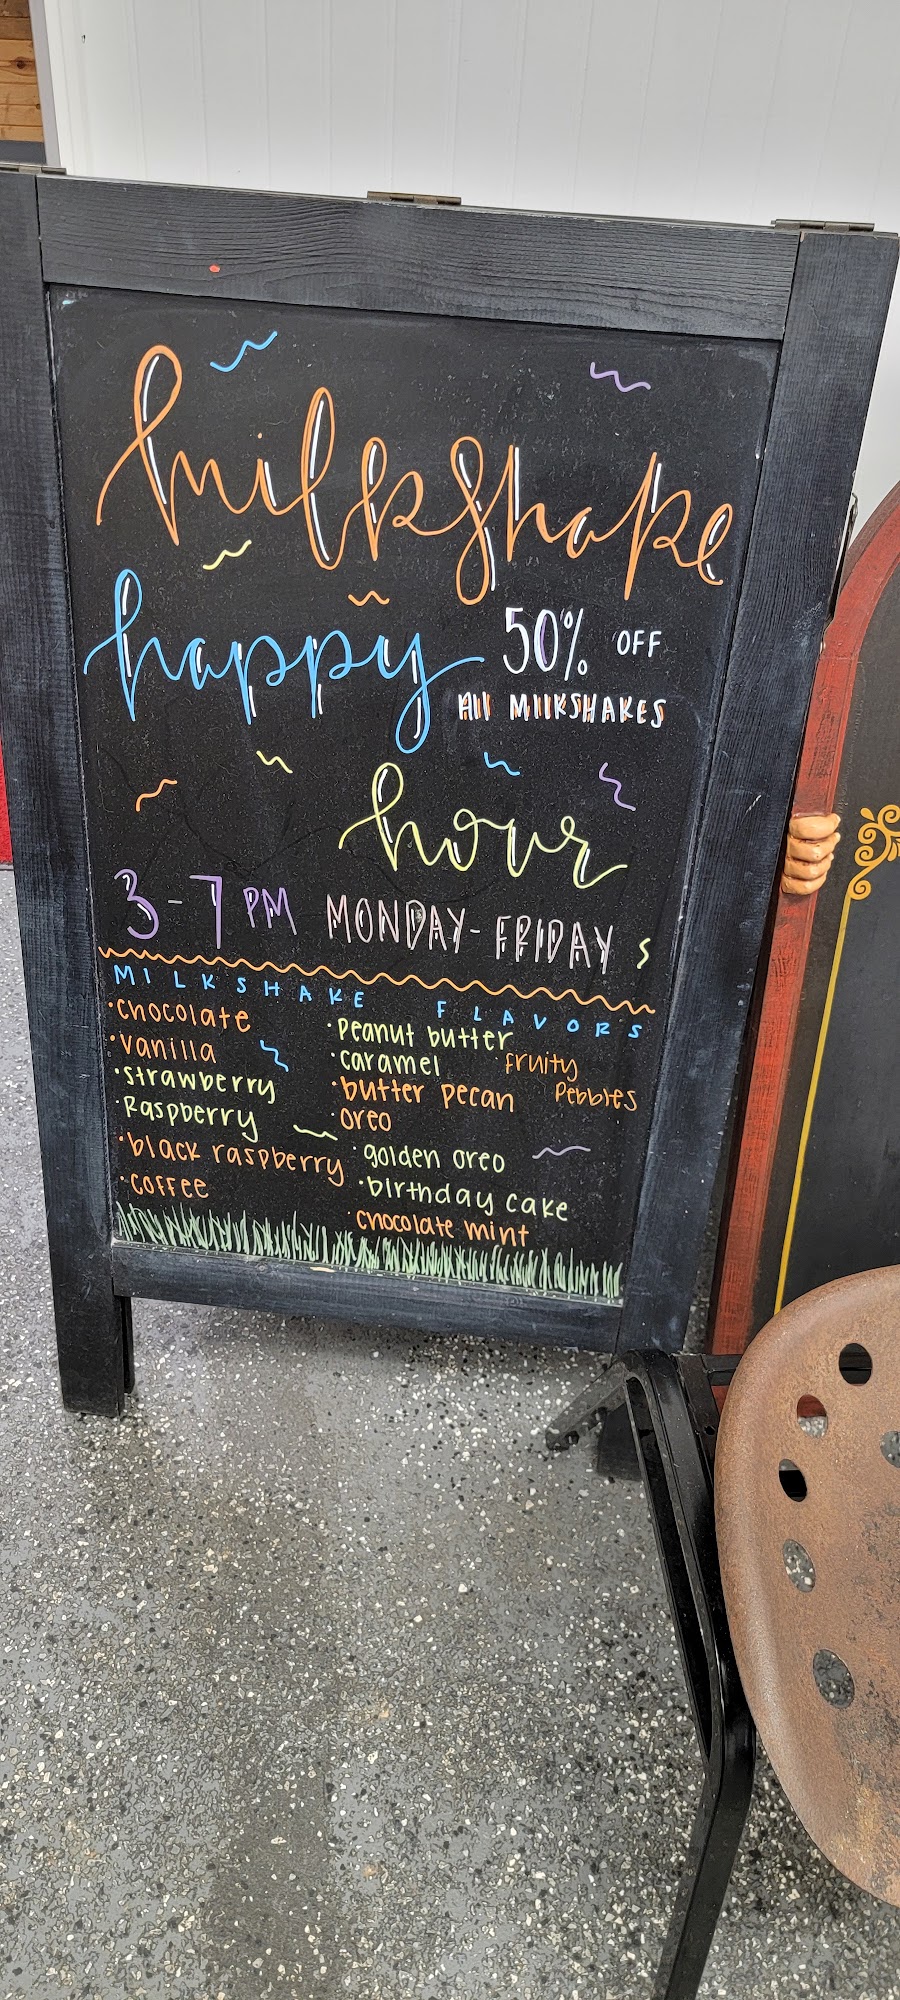 milkshake
happy
50% OFF
All MilKSHAKES
hour
3-7 PM MONDAY-FRIDAY
MILKSHAKE FLAVORS
·chocolate
·vanilla
·strawberry
·Raspberry
·black raspberry
·coffee
·Peanut butter
·caramel
·butter pecan
·oreo
·golden oreo
·birthday cake
·chocolate mint
fruity
Pebbles